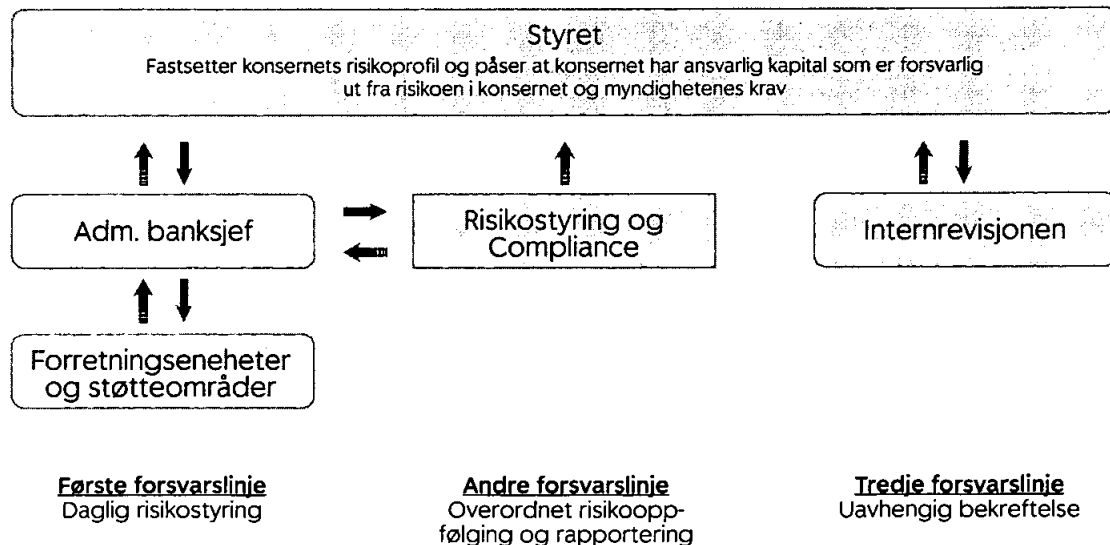 Styret
Fastsetter konsernets risikoprofil og påser at konsernet har ansvarlig kapital som er forsvarlig
ut fra risikoen i konsernet og myndighetenes krav
Adm. banksjef
Risikostyring og
Compliance
Internrevisjonen
Forretningseneheter
og støtteområder
Første forsvarslinje
Daglig risikostyring
Andre forsvarslinje
Overordnet risikoopp-
følging og rapportering
Tredje forsvarslinje
Uavhengig bekreftelse